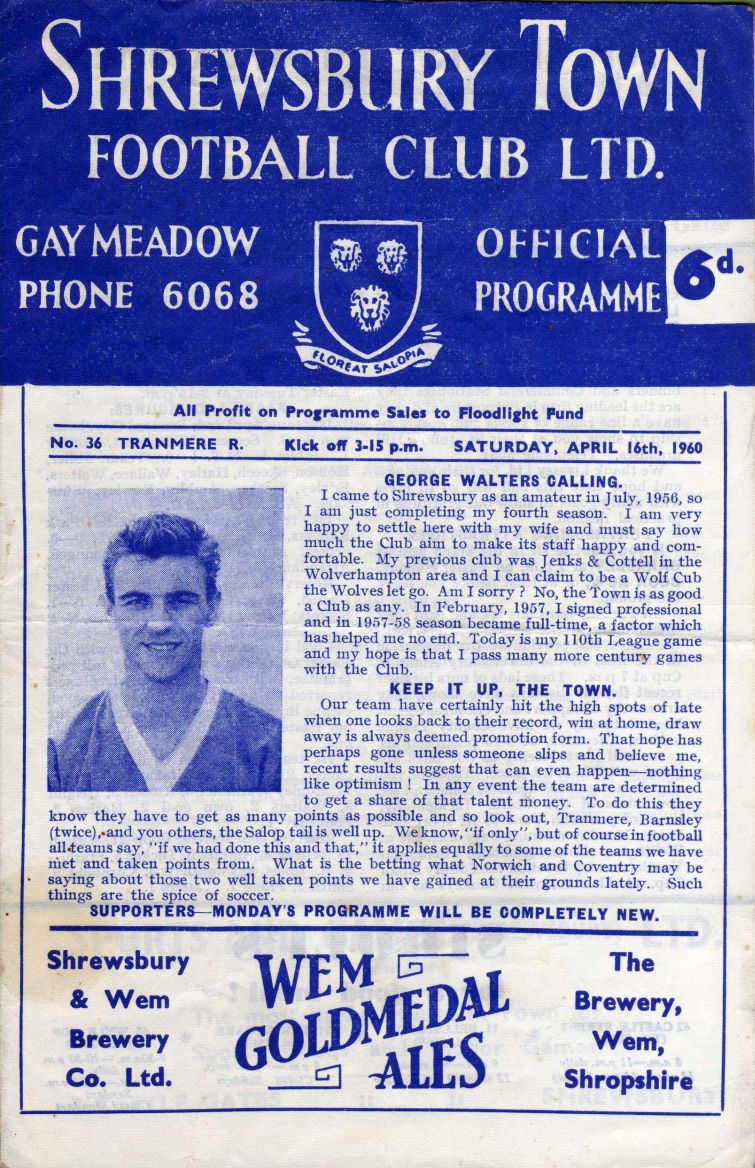 SHREWSBURY TOWN
FOOTBALL CLUB LTD.
GAY MEADOW
PHONE 6068
OFFICIAL
PROGRAMME
6d.
FLOREAT SALOPIA
All Profit on Programme Sales to Floodlight Fund
No. 36 TRANMERE R. Kick off 3-15 p.m. SATURDAY, APRIL 16th, 1960
GEORGE WALTERS CALLING.
I came to Shrewsbury as an amateur in July, 1956, so
I am just completing my fourth season. I am very
happy to settle here with my wife and must say how
much the Club aim to make its staff happy and com-
fortable. My previous club was Jenks & Cottell in the
Wolverhampton area and I can claim to be a Wolf Cub
the Wolves let go. Am I sorry ? No, the Town is as good
a Club as any. In February, 1957, I signed professional
and in 1957-58 season became full-time, a factor which
has helped me no end. Today is my 110th League game
and my hope is that I pass many more century games
with the Club.
KEEP IT UP, THE TOWN.
Our team have certainly hit the high spots of late
when one looks back to their record, win at home, draw
away is always deemed promotion form. That hope has
perhaps gone unless someone slips and believe me,
recent results suggest that can even happen—nothing
like optimism ! In any event the team are determined
to get a share of that talent money. To do this they
know they have to get as many points as possible and so look out, Tranmere, Barnsley
(twice), and you others, the Salop tail is well up. We know, "if only", but of course in football
all teams say, "if we had done this and that," it applies equally to some of the teams we have
met and taken points from. What is the betting what Norwich and Coventry may be
saying about those two well taken points we have gained at their grounds lately. Such
things are the spice of soccer.
SUPPORTERS—MONDAY'S PROGRAMME WILL BE COMPLETELY NEW.
Shrewsbury
& Wem
Brewery
Co. Ltd.
WEM
GOLDMEDAL
ALES
The
Brewery,
Wem,
Shropshire